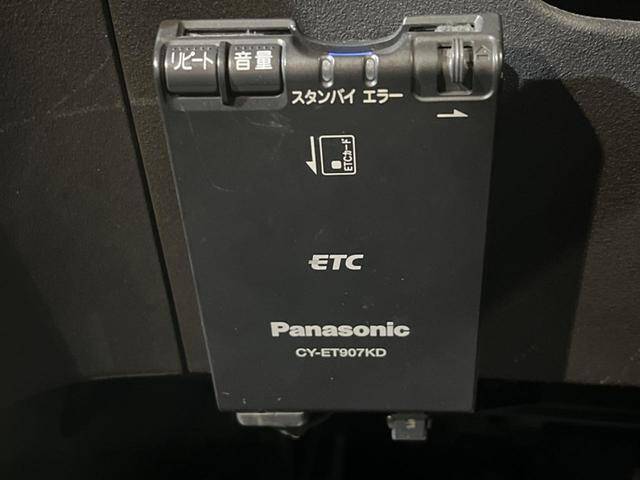 リピート 音量
スタンバイ エラー
ETCカード
ETC
Panasonic
CY-ET907KD